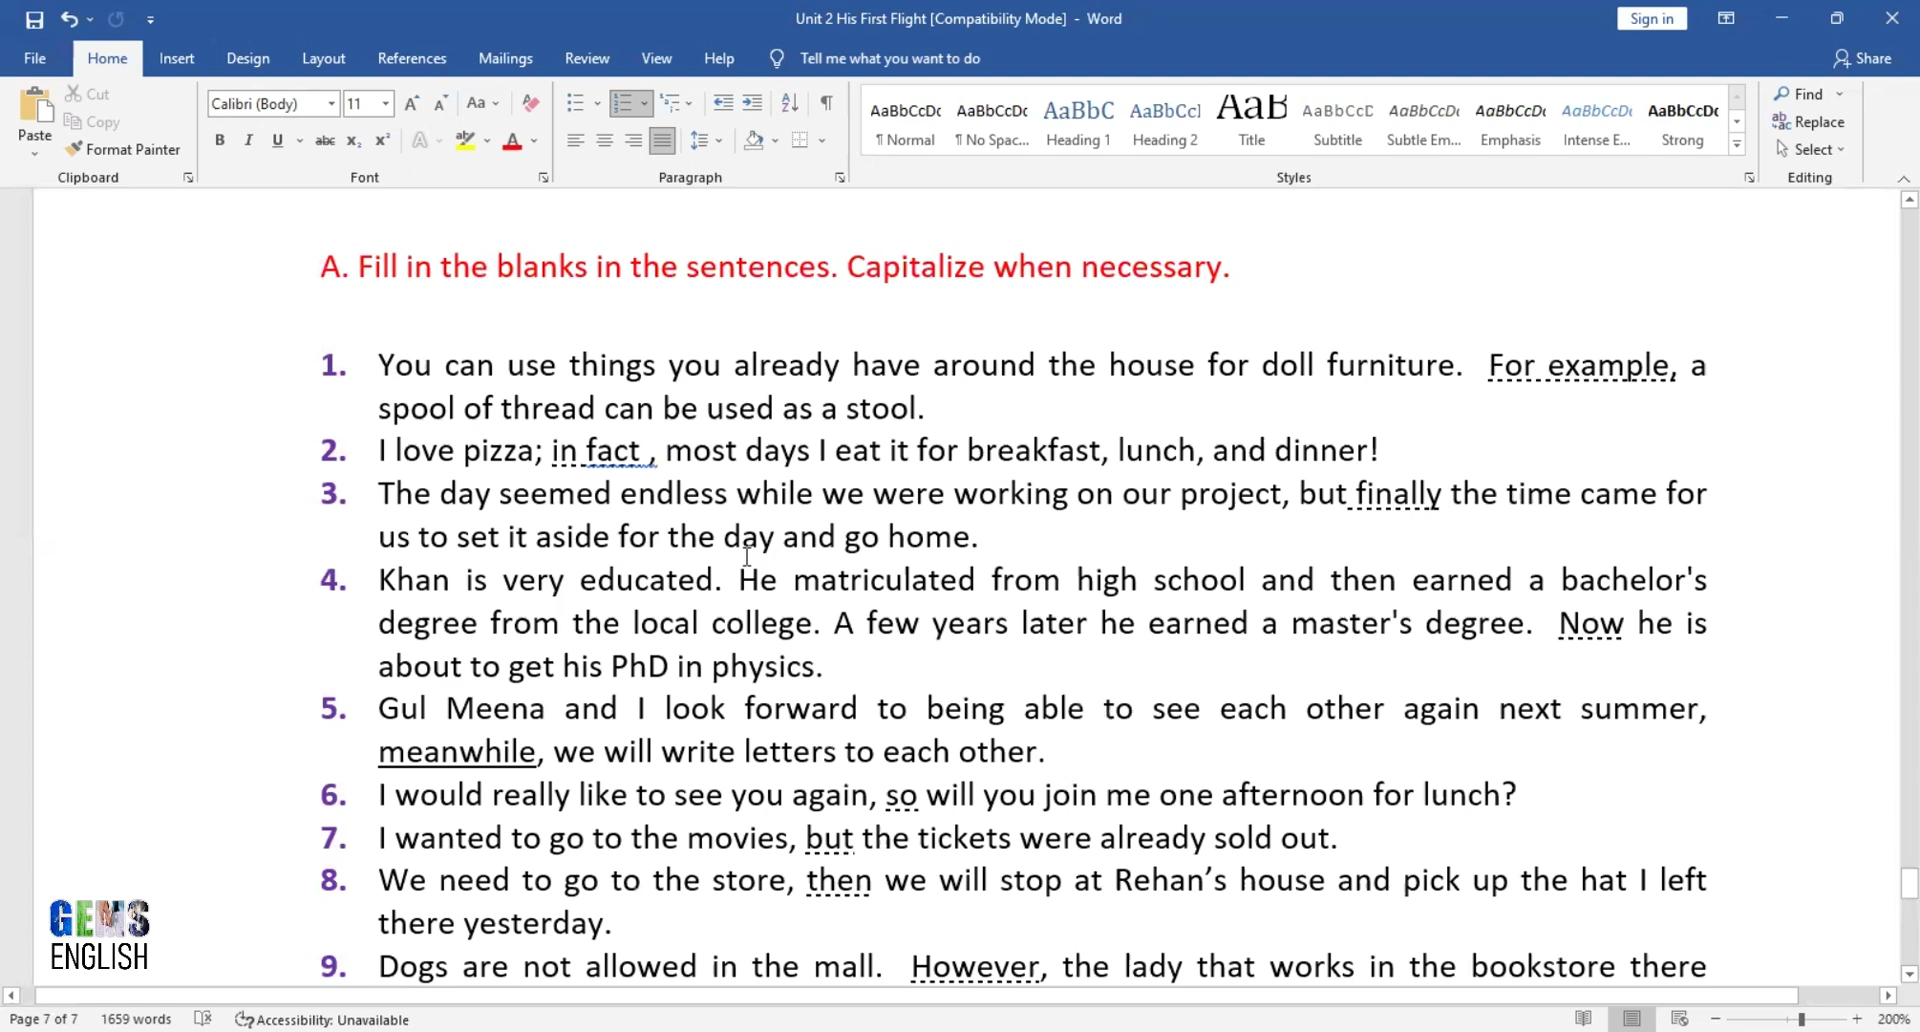 Unit 2 His First Flight [Compatibility Mode] - Word
Sign in
File Home Insert Design Layout References Mailings Review View Help Tell me what you want to do Share
Paste
Cut
Copy
Format Painter
Clipboard
Calibri (Body) 11 A A Aa
B I U abc x₂ x² A ab A
Font
Paragraph
AaBbCcDc AaBbCcDc AaBbC AaBbCcI AaB AaBbCcD AaBbCcDc AaBbCcDc AaBbCcDc AaBbCcDc
¶ Normal ¶ No Spac... Heading 1 Heading 2 Title Subtitle Subtle Em... Emphasis Intense E... Strong
Styles
Find
Replace
Select
Editing
A. Fill in the blanks in the sentences. Capitalize when necessary.
1. You can use things you already have around the house for doll furniture. For example, a
spool of thread can be used as a stool.
2. I love pizza; in fact , most days I eat it for breakfast, lunch, and dinner!
3. The day seemed endless while we were working on our project, but finally the time came for
us to set it aside for the day and go home.
4. Khan is very educated. He matriculated from high school and then earned a bachelor's
degree from the local college. A few years later he earned a master's degree. Now he is
about to get his PhD in physics.
5. Gul Meena and I look forward to being able to see each other again next summer,
meanwhile, we will write letters to each other.
6. I would really like to see you again, so will you join me one afternoon for lunch?
7. I wanted to go to the movies, but the tickets were already sold out.
8. We need to go to the store, then we will stop at Rehan’s house and pick up the hat I left
there yesterday.
9. Dogs are not allowed in the mall. However, the lady that works in the bookstore there
GEMS
ENGLISH
Page 7 of 7 1659 words Accessibility: Unavailable 200%